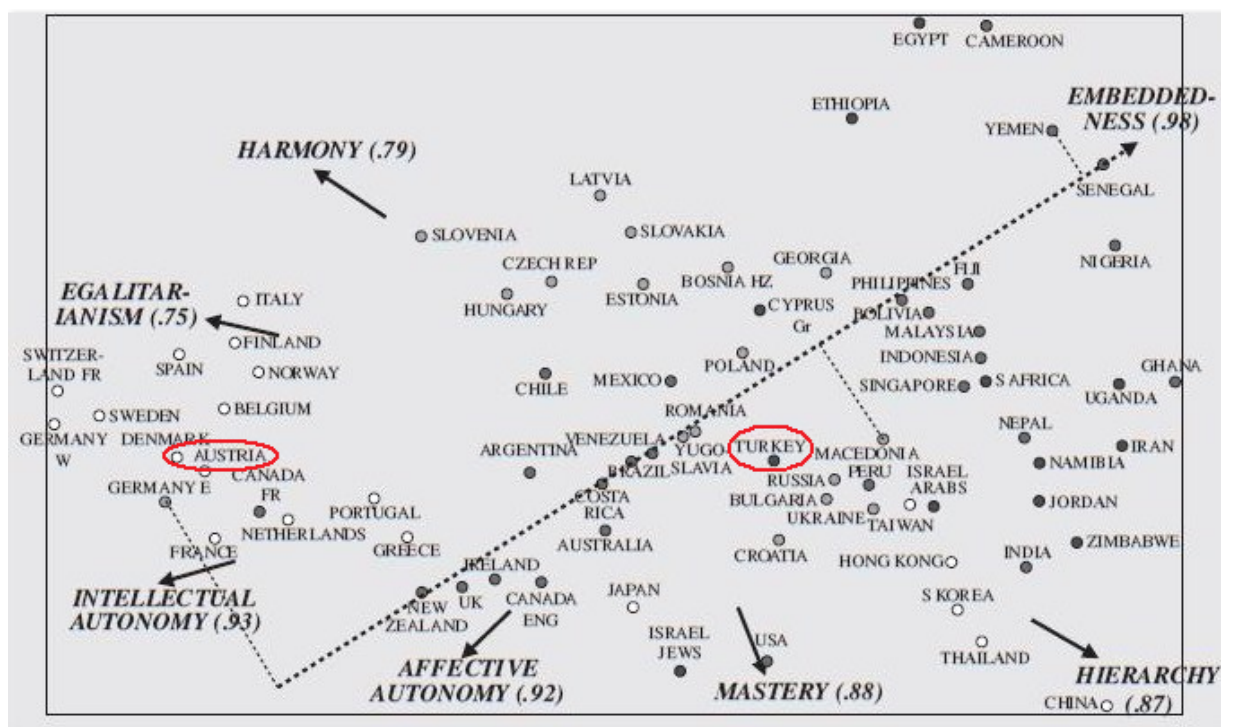 EGYPT
CAMEROON
ETHIOPIA
EMBEDDED-
NESS (.98)
YEMEN
HARMONY (.79)
LATVIA
SENEGAL
SLOVENIA
SLOVAKIA
NIGERIA
CZECH REP
BOSNIA HZ
GEORGIA
FIJI
EGALITAR-
IANISM (.75)
ITALY
HUNGARY
ESTONIA
PHILIPPINES
CYPRUS
Gr
BOLIVIA
MALAYSIA
FINLAND
SWITZER-
LAND FR
SPAIN
NORWAY
CHILE
MEXICO
POLAND
INDONESIA
SINGAPORE
S AFRICA
GHANA
UGANDA
SWEDEN
BELGIUM
ROMANIA
NEPAL
GERMANY
W
DENMARK
AUSTRIA
ARGENTINA
VENEZUELA
BRAZIL
YUGO-
SLAVIA
TURKEY
MACEDONIA
IRAN
NAMIBIA
GERMANY E
CANADA
FR
RUSSIA
PERU
ISRAEL
ARABS
COSTA
RICA
BULGARIA
JORDAN
PORTUGAL
UKRAINE
TAIWAN
NETHERLANDS
FRANCE
GREECE
AUSTRALIA
CROATIA
HONG KONG
INDIA
ZIMBABWE
INTELLECTUAL
AUTONOMY (.93)
IRELAND
UK
NEW
ZEALAND
CANADA
ENG
JAPAN
S KOREA
ISRAEL
JEWS
USA
THAILAND
AFFECTIVE
AUTONOMY (.92)
MASTERY (.88)
HIERARCHY
(.87)
CHINA